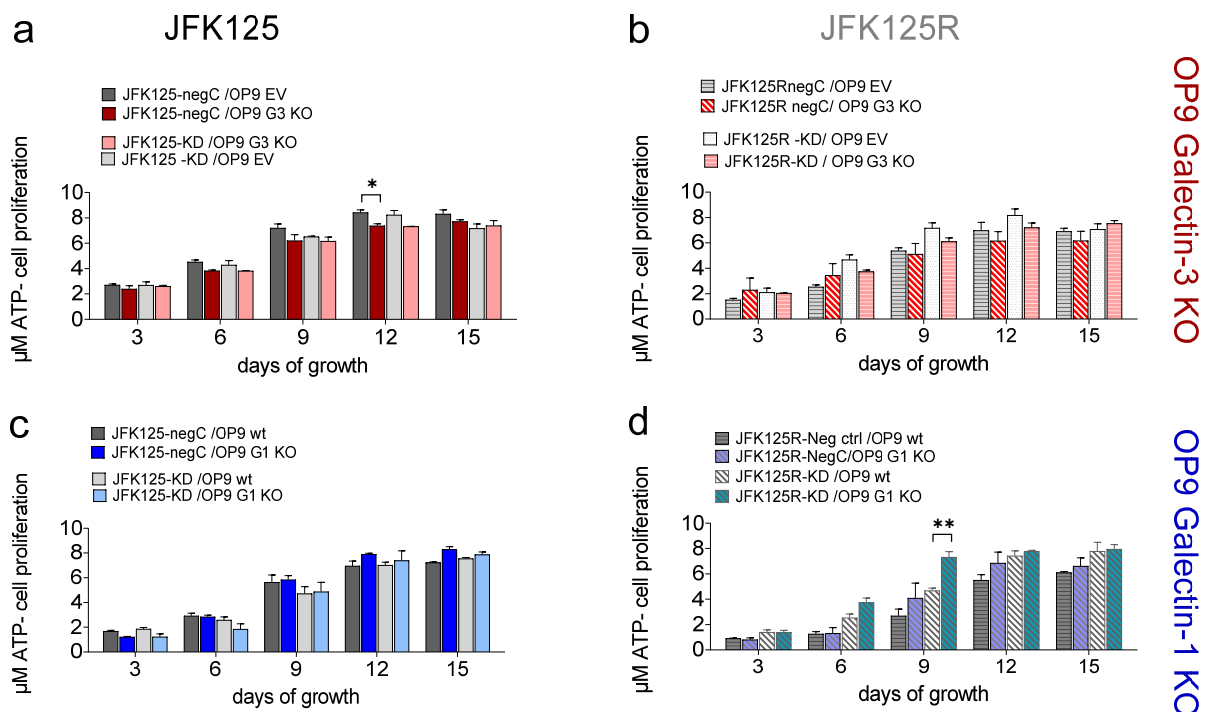 a
JFK125
JFK125-negC /OP9 EV
JFK125-negC /OP9 G3 KO
JFK125-KD /OP9 G3 KO
JFK125 -KD /OP9 EV
µM ATP- cell proliferation
10
8
6
4
2
0
*
3 6 9 12 15
days of growth
b
JFK125R
JFK125RnegC /OP9 EV
JFK125R negC/ OP9 G3 KO
JFK125R -KD/ OP9 EV
JFK125R-KD / OP9 G3 KO
µM ATP- cell proliferation
10
8
6
4
2
0
3 6 9 12 15
days of growth
OP9 Galectin-3 KO
c
JFK125-negC /OP9 wt
JFK125-negC /OP9 G1 KO
JFK125-KD /OP9 wt
JFK125-KD /OP9 G1 KO
µM ATP- cell proliferation
10
8
6
4
2
0
3 6 9 12 15
days of growth
d
JFK125R-Neg ctrl /OP9 wt
JFK125R-NegC/OP9 G1 KO
JFK125R-KD /OP9 wt
JFK125R-KD /OP9 G1 KO
µM ATP- cell proliferation
10
8
6
4
2
0
**
3 6 9 12 15
days of growth
OP9 Galectin-1 KO